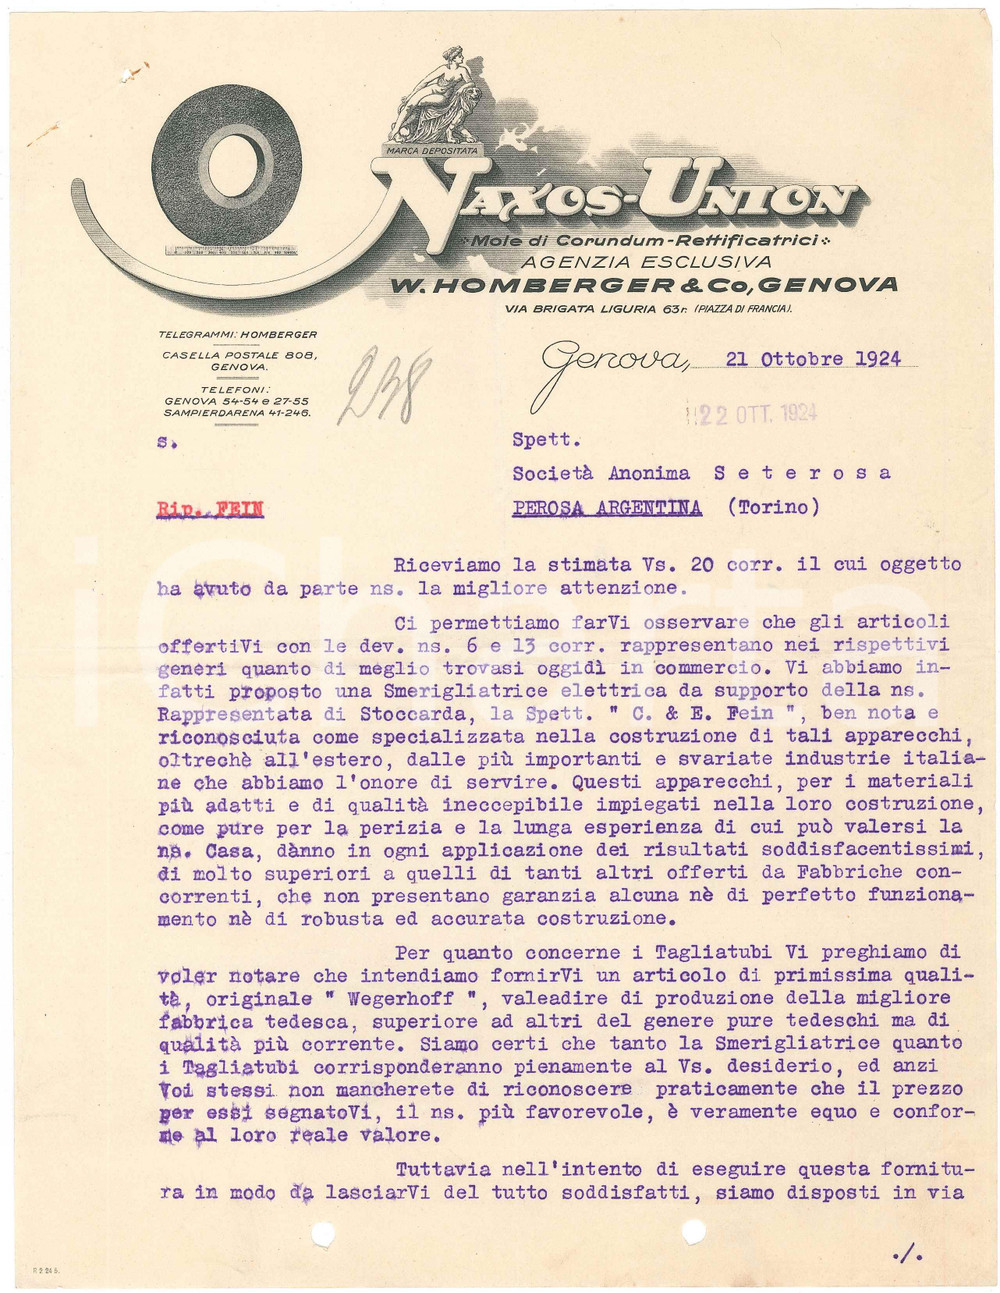 MARCA DEPOSITATA
NAXOS-UNION
Mole di Corundum-Rettificatrici
AGENZIA ESCLUSIVA
W. HOMBERGER & Co, GENOVA
VIA BRIGATA LIGURIA 63r. (PIAZZA DI FRANCIA).
TELEGRAMMI: HOMBERGER
CASELLA POSTALE 808,
GENOVA.
TELEFONI:
GENOVA 54-54 e 27-55
SAMPIERDARENA 41-246.
238
Genova, 21 Ottobre 1924
22 OTT. 1924
s.
Spett.
Società Anonima S e t e r o s a
Rip. FEIN
PEROSA ARGENTINA (Torino)
Riceviamo la stimata Vs. 20 corr. il cui oggetto
ha avuto da parte ns. la migliore attenzione.
Ci permettiamo farVi osservare che gli articoli
offertiVi con le dev. ns. 6 e 13 corr. rappresentano nei rispettivi
generi quanto di meglio trovasi oggidì in commercio. Vi abbiamo in-
fatti proposto una Smerigliatrice elettrica da supporto della ns.
Rappresentata di Stoccarda, la Spett. " C. & E. Fein ", ben nota e
riconosciuta come specializzata nella costruzione di tali apparecchi,
oltrechè all'estero, dalle più importanti e svariate industrie italia-
ne che abbiamo l'onore di servire. Questi apparecchi, per i materiali
più adatti e di qualità ineccepibile impiegati nella loro costruzione,
come pure per la perizia e la lunga esperienza di cui può valersi la
ns. Casa, dànno in ogni applicazione dei risultati soddisfacentissimi,
di molto superiori a quelli di tanti altri offerti da Fabbriche con-
correnti, che non presentano garanzia alcuna nè di perfetto funziona-
mento nè di robusta ed accurata costruzione.
Per quanto concerne i Tagliatubi Vi preghiamo di
voler notare che intendiamo fornirVi un articolo di primissima quali-
tà, originale " Wegerhoff ", valeadire di produzione della migliore
fabbrica tedesca, superiore ad altri del genere pure tedeschi ma di
qualità più corrente. Siamo certi che tanto la Smerigliatrice quanto
i Tagliatubi corrisponderanno pienamente al Vs. desiderio, ed anzi
Voi stessi non mancherete di riconoscere praticamente che il prezzo
per essi segnatoVi, il ns. più favorevole, è veramente equo e confor-
me al loro reale valore.
Tuttavia nell'intento di eseguire questa fornitu-
ra in modo da lasciarVi del tutto soddisfatti, siamo disposti in via
./.
iCharta